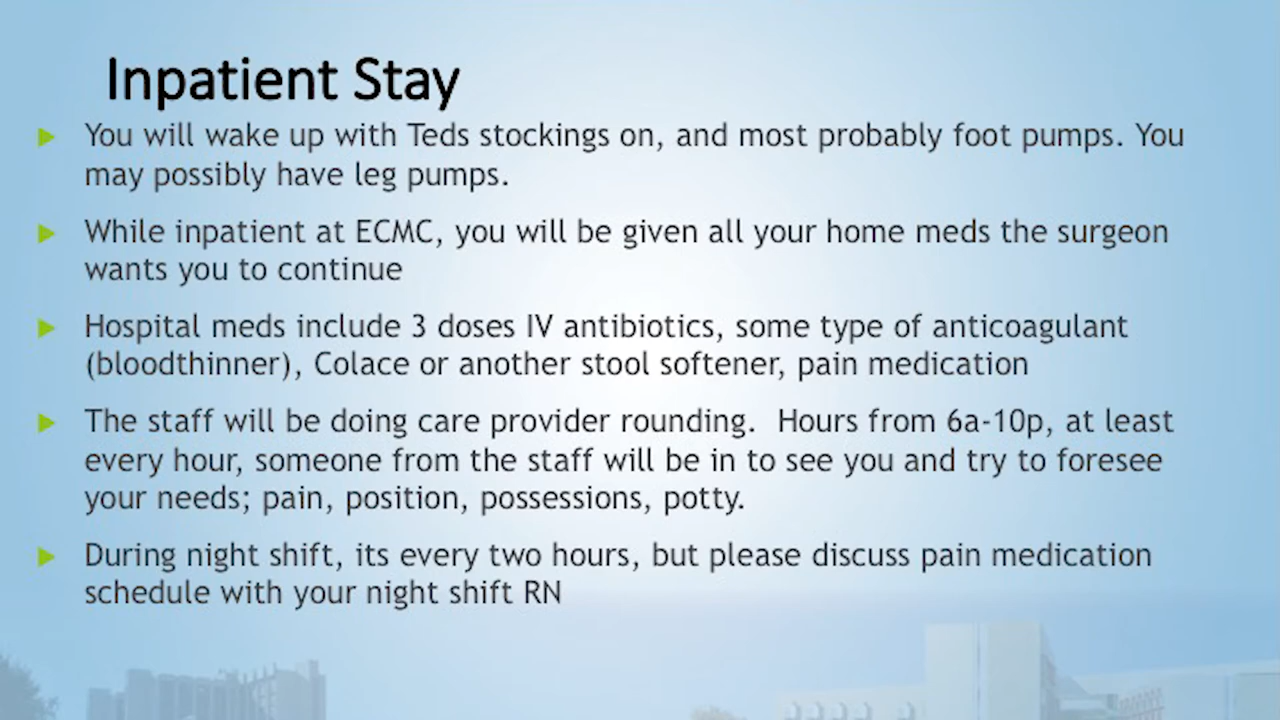 Inpatient Stay
You will wake up with Teds stockings on, and most probably foot pumps. You
may possibly have leg pumps.
While inpatient at ECMC, you will be given all your home meds the surgeon
wants you to continue
Hospital meds include 3 doses IV antibiotics, some type of anticoagulant
(bloodthinner), Colace or another stool softener, pain medication
The staff will be doing care provider rounding.  Hours from 6a-10p, at least
every hour, someone from the staff will be in to see you and try to foresee
your needs; pain, position, possessions, potty.
During night shift, its every two hours, but please discuss pain medication
schedule with your night shift RN